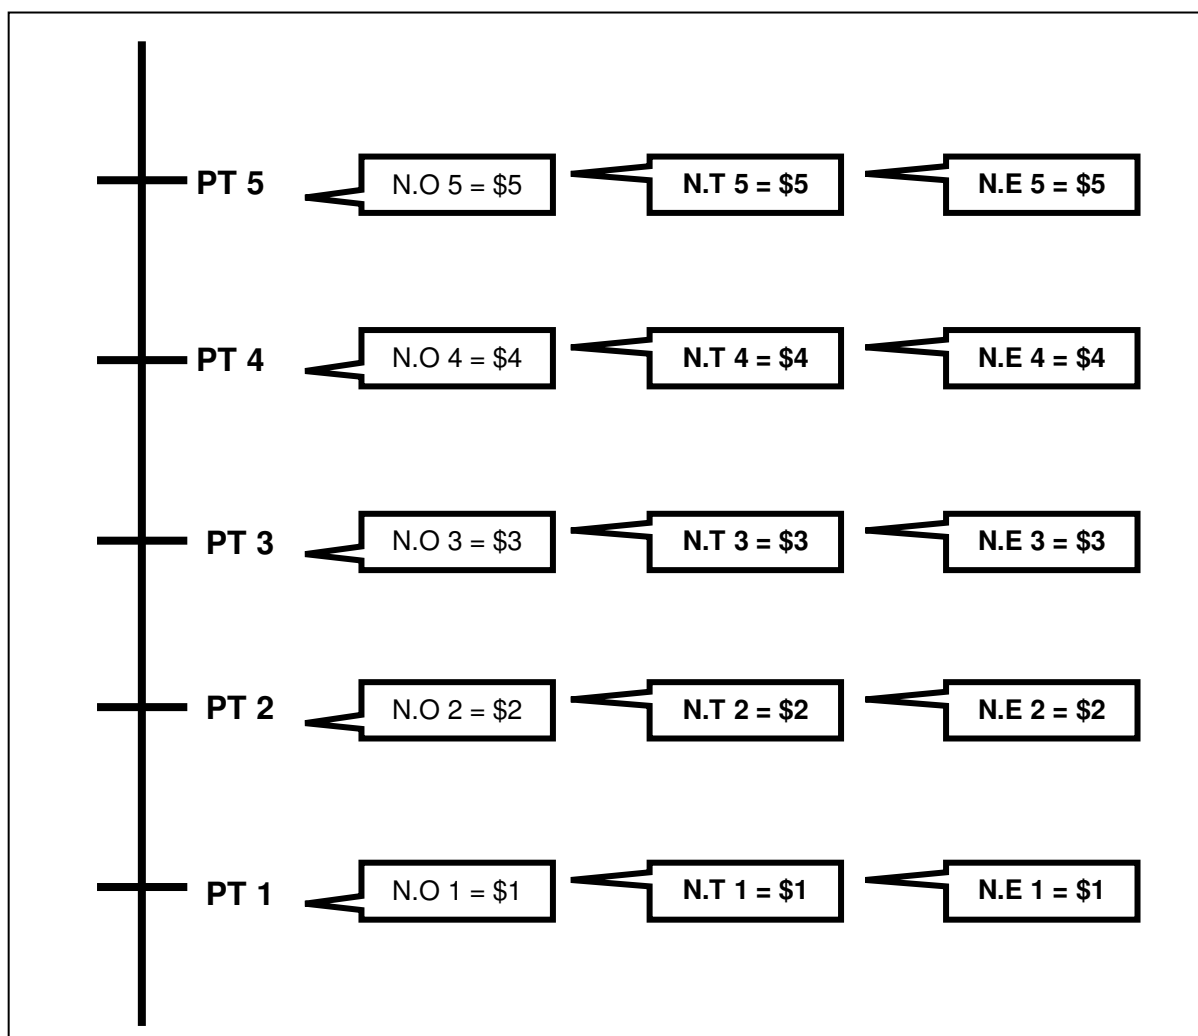 PT 5
N.O 5 = $5
N.T 5 = $5
N.E 5 = $5
PT 4
N.O 4 = $4
N.T 4 = $4
N.E 4 = $4
PT 3
N.O 3 = $3
N.T 3 = $3
N.E 3 = $3
PT 2
N.O 2 = $2
N.T 2 = $2
N.E 2 = $2
PT 1
N.O 1 = $1
N.T 1 = $1
N.E 1 = $1